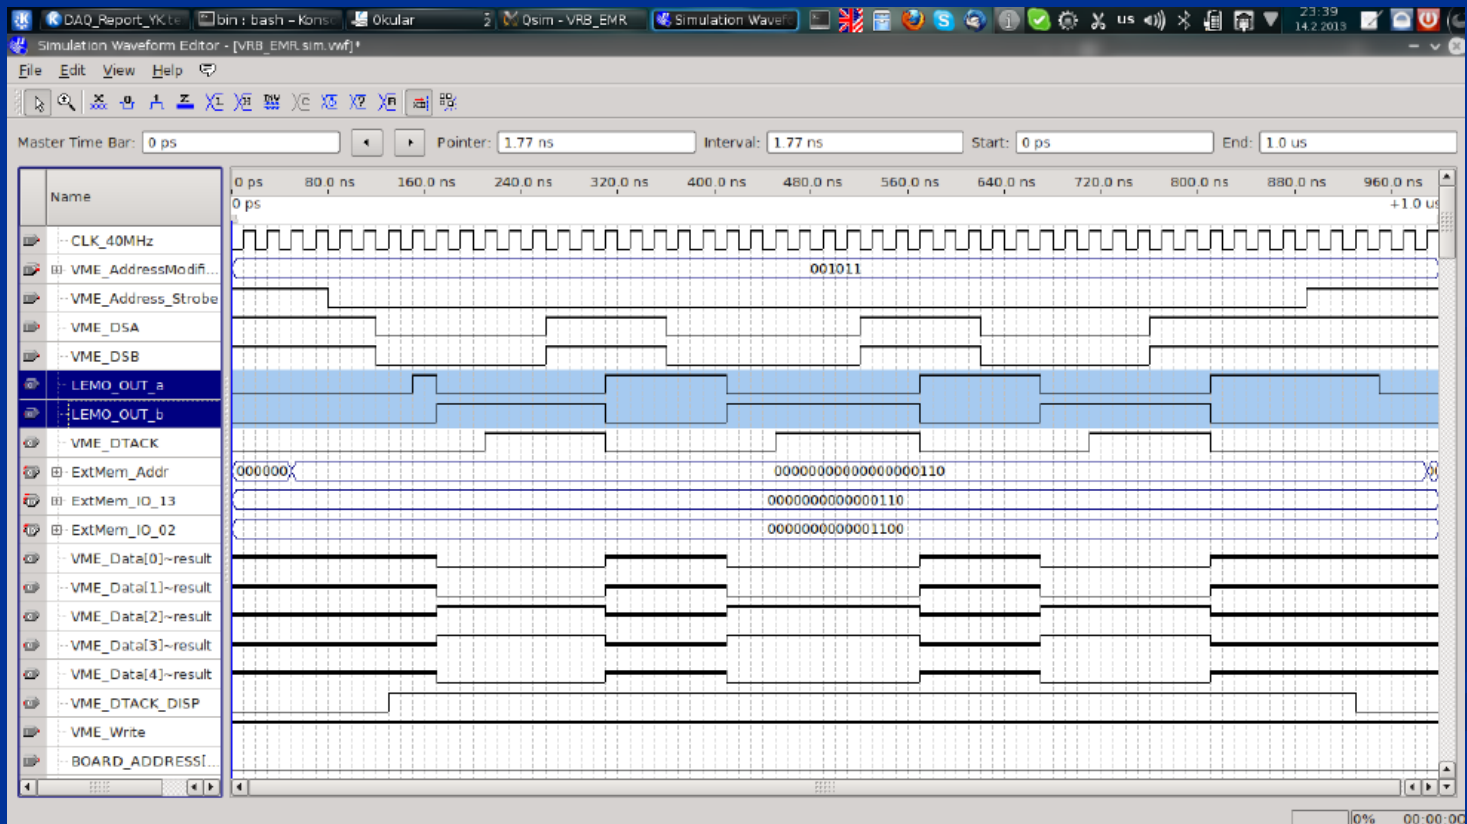 DAQ_Report_YK.te bin : bash – Kons Okular 2 Qsim - VRB_EMR Simulation Wavef us 23:39
14.2.2013
Simulation Waveform Editor - [VRB_EMR.sim.vwf]*
File Edit View Help
Master Time Bar: 0 ps Pointer: 1.77 ns Interval: 1.77 ns Start: 0 ps End: 1.0 us
Name
0 ps 80.0 ns 160.0 ns 240.0 ns 320.0 ns 400.0 ns 480.0 ns 560.0 ns 640.0 ns 720.0 ns 800.0 ns 880.0 ns 960.0 ns
0 ps +1.0 us
CLK_40MHz
VME_AddressModifi... 001011
VME_Address_Strobe
VME_DSA
VME_DSB
LEMO_OUT_a
LEMO_OUT_b
VME_DTACK
ExtMem_Addr 000000 00000000000000000110
ExtMem_IO_13 0000000000000110
ExtMem_IO_02 0000000000001100
VME_Data[0]~result
VME_Data[1]~result
VME_Data[2]~result
VME_Data[3]~result
VME_Data[4]~result
VME_DTACK_DISP
VME_Write
BOARD_ADDRESS[...
0% 00:00:00